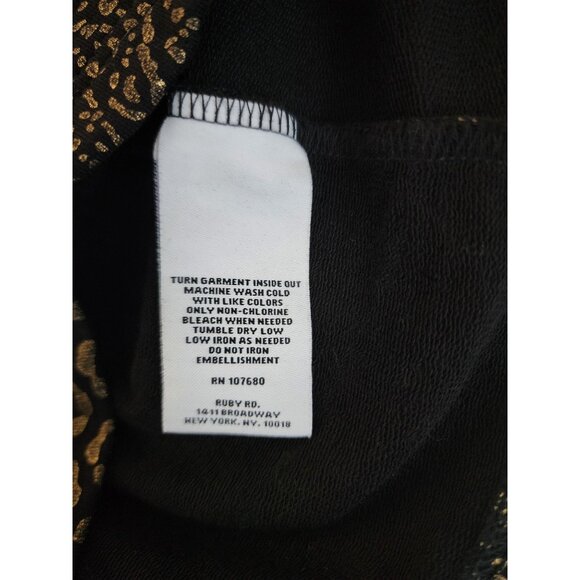 TURN GARMENT INSIDE OUT
MACHINE WASH COLD
WITH LIKE COLORS
ONLY NON-CHLORINE
BLEACH WHEN NEEDED
TUMBLE DRY LOW
LOW IRON AS NEEDED
DO NOT IRON
EMBELLISHMENT
RN 107680
RUBY RD.
1411 BROADWAY
NEW YORK, NY, 10018